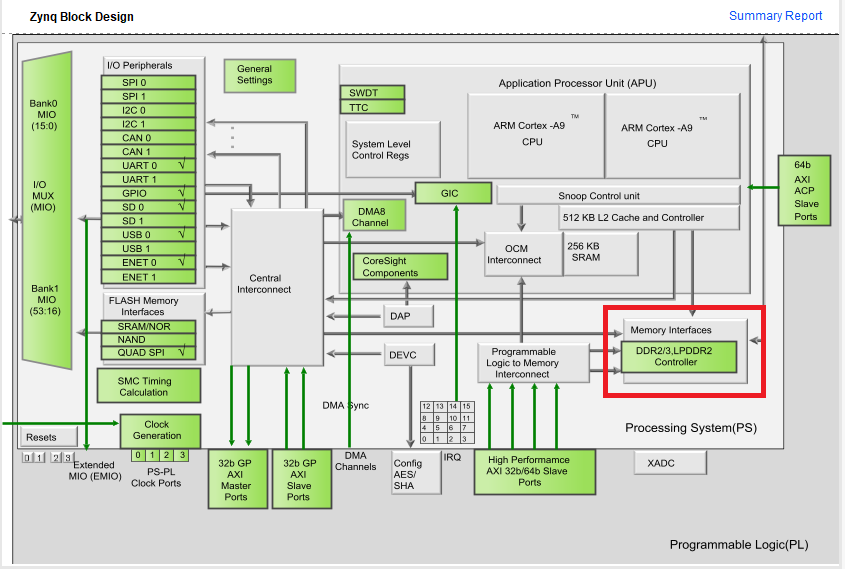 Zynq Block Design
Summary Report
I/O Peripherals
SPI 0
SPI 1
I2C 0
I2C 1
CAN 0
CAN 1
UART 0 √
UART 1
GPIO √
SD 0 √
SD 1
USB 0 √
USB 1
ENET 0 √
ENET 1
Bank0
MIO
(15:0)
I/O
MUX
(MIO)
Bank1
MIO
(53:16)
FLASH Memory
Interfaces
SRAM/NOR
NAND
QUAD SPI √
SMC Timing
Calculation
General
Settings
Application Processor Unit (APU)
SWDT
TTC
System Level
Control Regs
ARM Cortex -A9 ™
CPU
ARM Cortex -A9 ™
CPU
GIC
Snoop Control unit
512 KB L2 Cache and Controller
DMA8
Channel
OCM
Interconnect
256 KB
SRAM
CoreSight
Components
Central
Interconnect
DAP
DEVC
Programmable
Logic to Memory
Interconnect
Memory Interfaces
DDR2/3,LPDDR2
Controller
64b
AXI
ACP
Slave
Ports
DMA Sync
12 13 14 15
8 9 10 11
4 5 6 7
0 1 2 3
Processing System(PS)
Resets
0 1 2 3
Clock
Generation
0 1 2 3
Extended
MIO (EMIO)
PS-PL
Clock Ports
32b GP
AXI
Master
Ports
32b GP
AXI
Slave
Ports
DMA
Channels
Config
AES/
SHA
IRQ
High Performamce
AXI 32b/64b Slave
Ports
XADC
Programmable Logic(PL)